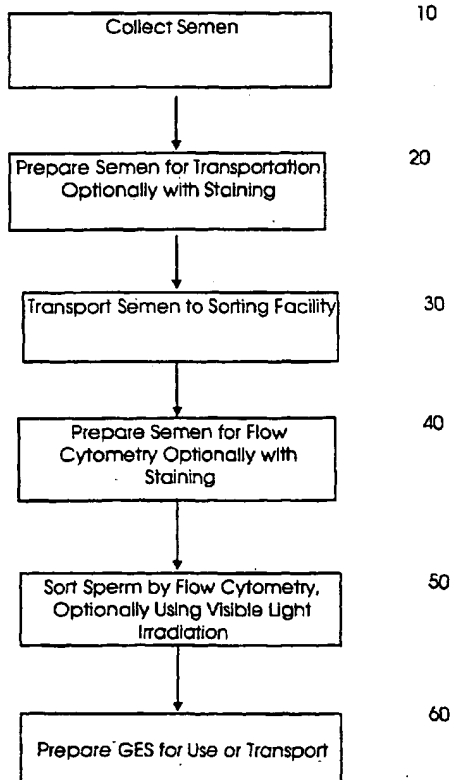 10
Collect Semen
20
Prepare Semen for Transportation
Optionally with Staining
30
Transport Semen to Sorting Facility
40
Prepare Semen for Flow
Cytometry Optionally with
Staining
50
Sort Sperm by Flow Cytometry,
Optionally Using Visible Light
Irradiation
60
Prepare GES for Use or Transport